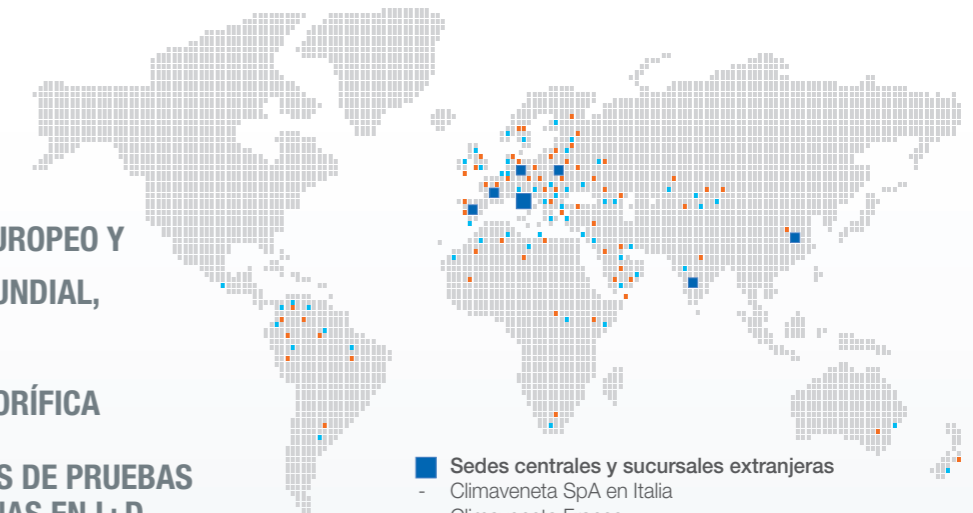 UROPEO Y
UNDIAL,
ORÍFICA
S DE PRUEBAS
Sedes centrales y sucursales extranjeras
- Climaveneta SpA en Italia